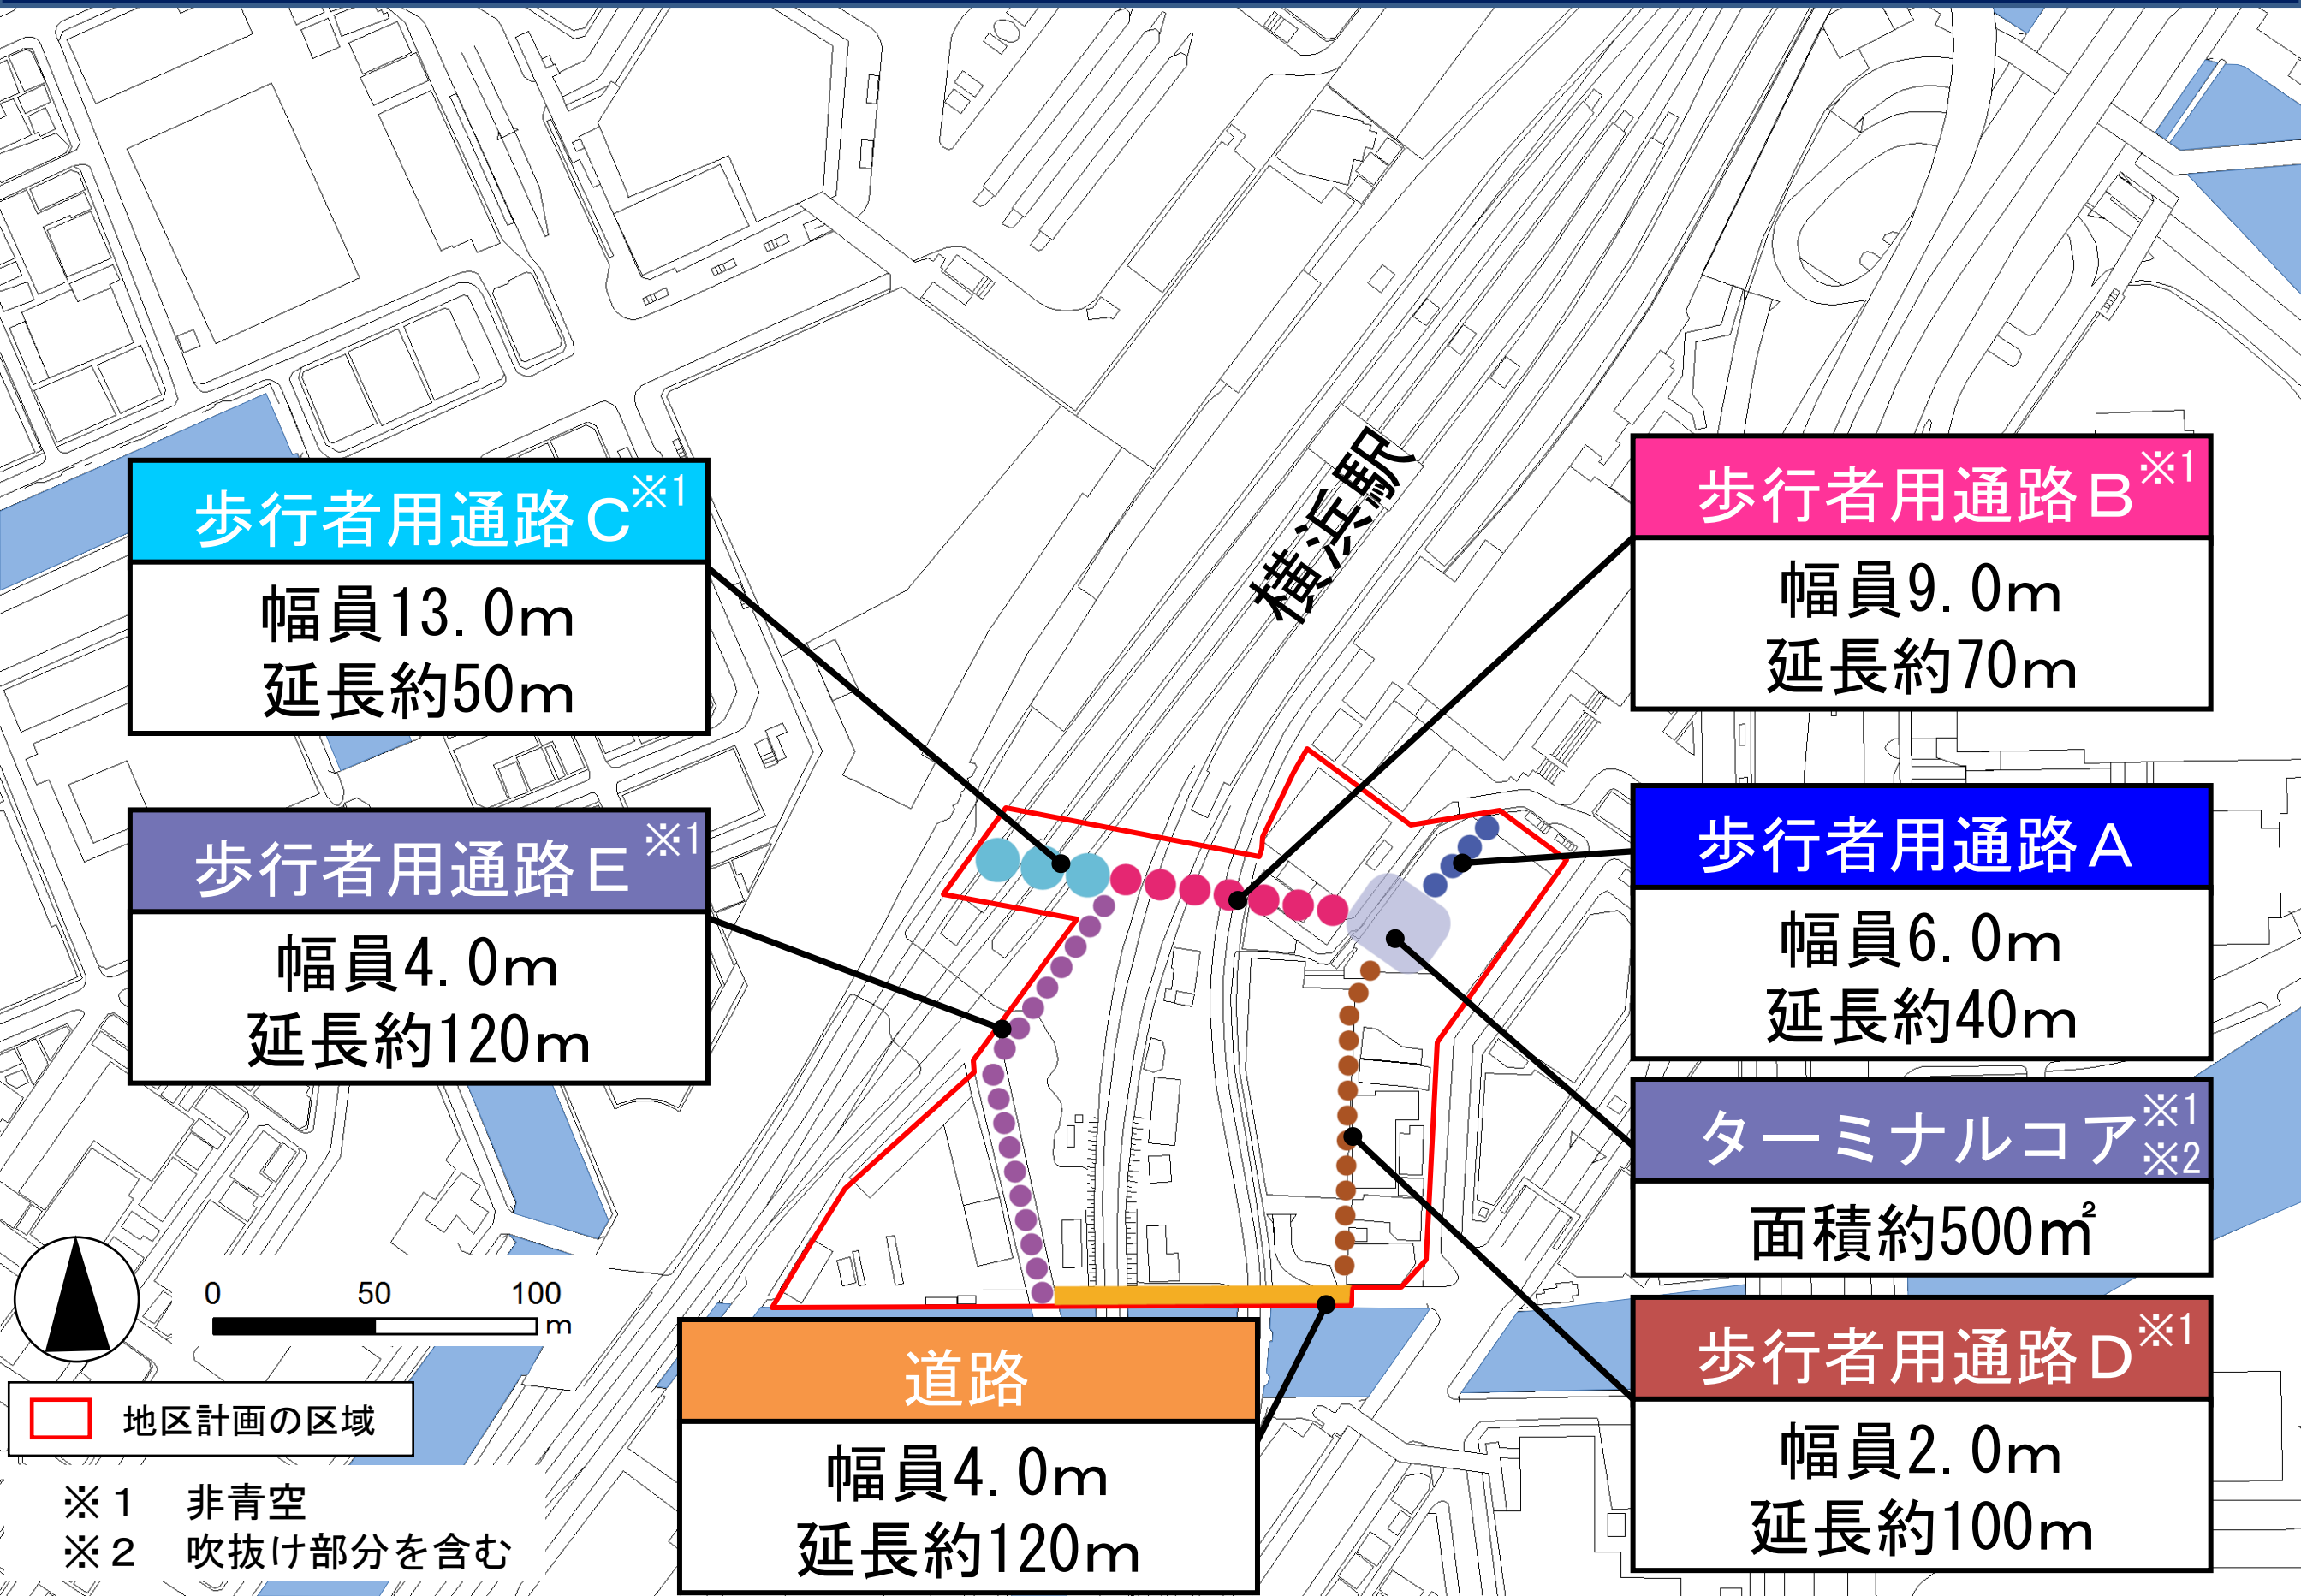 歩行者用通路C※1
幅員13.0m
延長約50m
歩行者用通路E※1
幅員4.0m
延長約120m
横浜駅
歩行者用通路B※1
幅員9.0m
延長約70m
歩行者用通路A
幅員6.0m
延長約40m
ターミナルコア※1
※2
面積約500㎡
歩行者用通路D※1
幅員2.0m
延長約100m
道路
幅員4.0m
延長約120m
0 50 100
m
地区計画の区域
※1 非青空
※2 吹抜け部分を含む